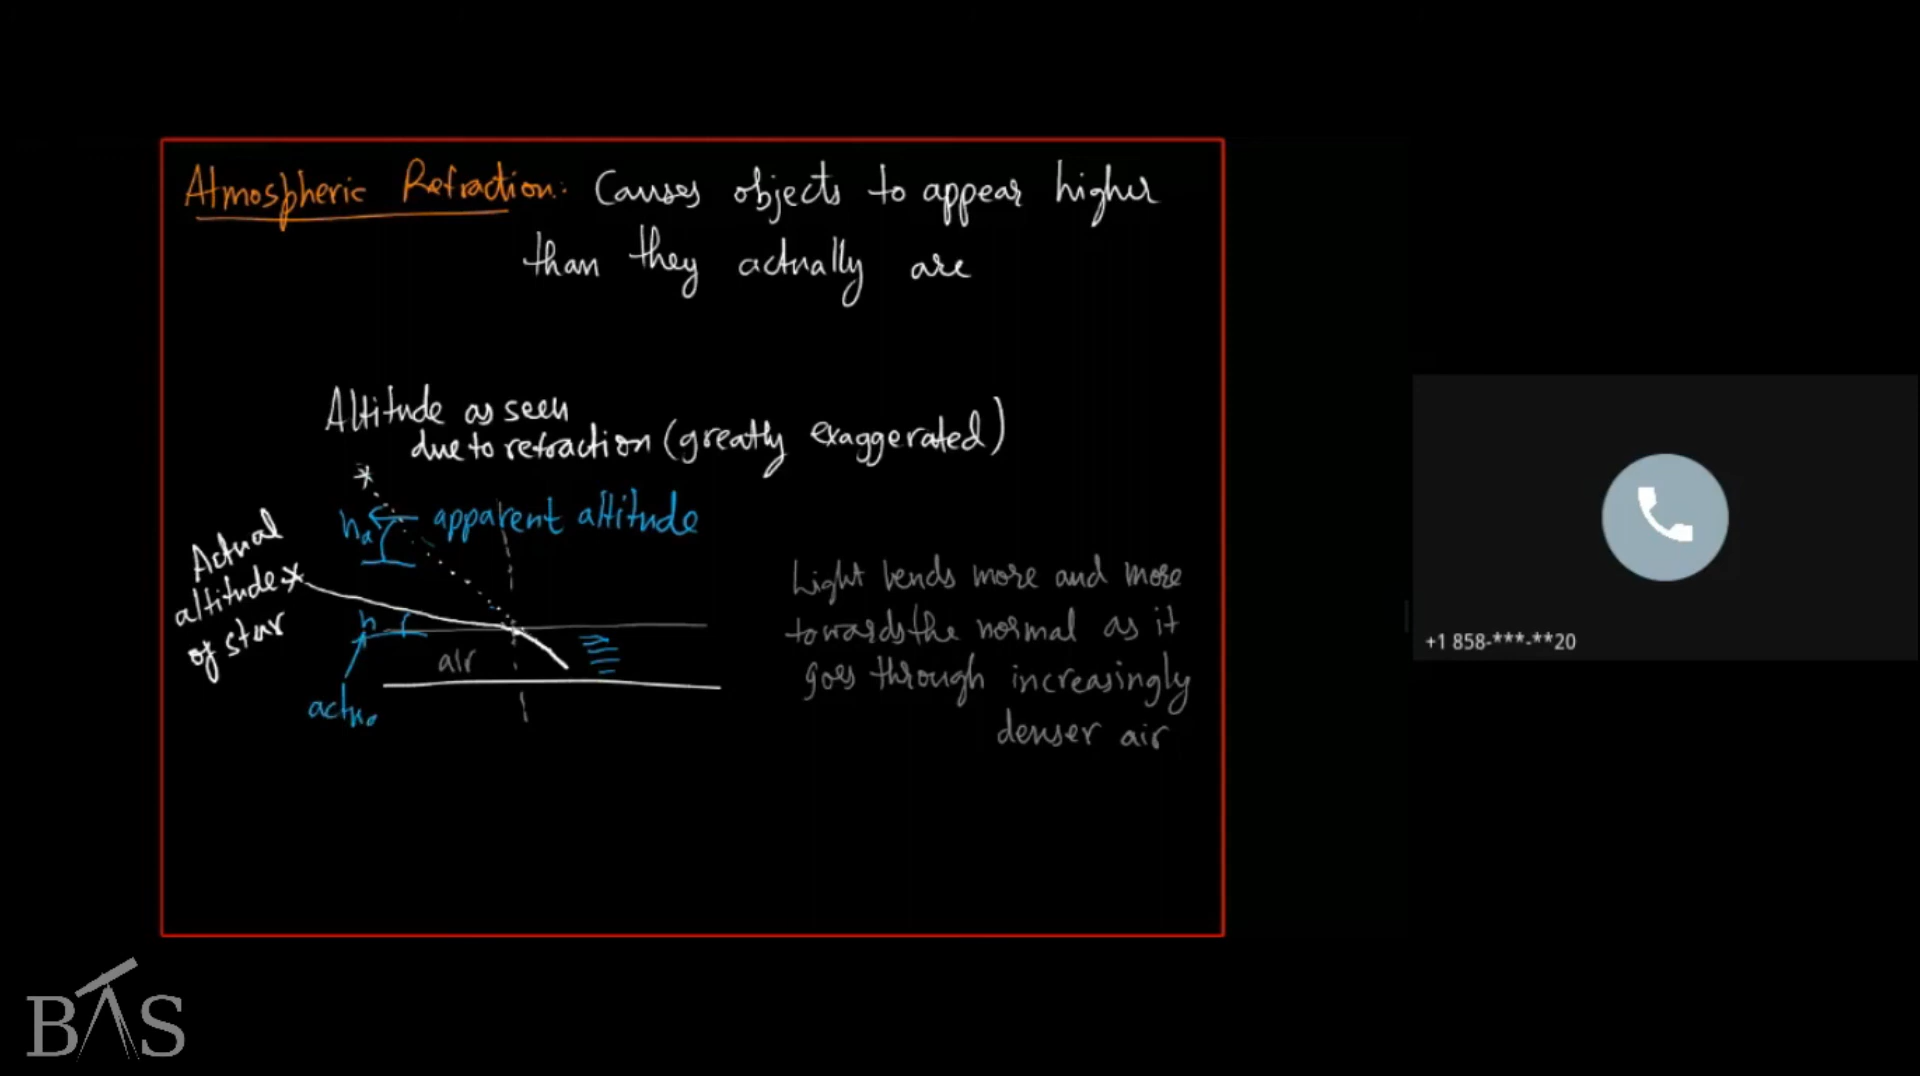 Atmospheric Refraction: Causes objects to appear higher
than they actually are
Altitude as seen
due to refraction (greatly exaggerated)
ha apparent altitude
Actual
altitude
of star
h
air
actu
Light bends more and more
towards the normal as it
goes through increasingly
denser air
+1 858-***-**20
BAS